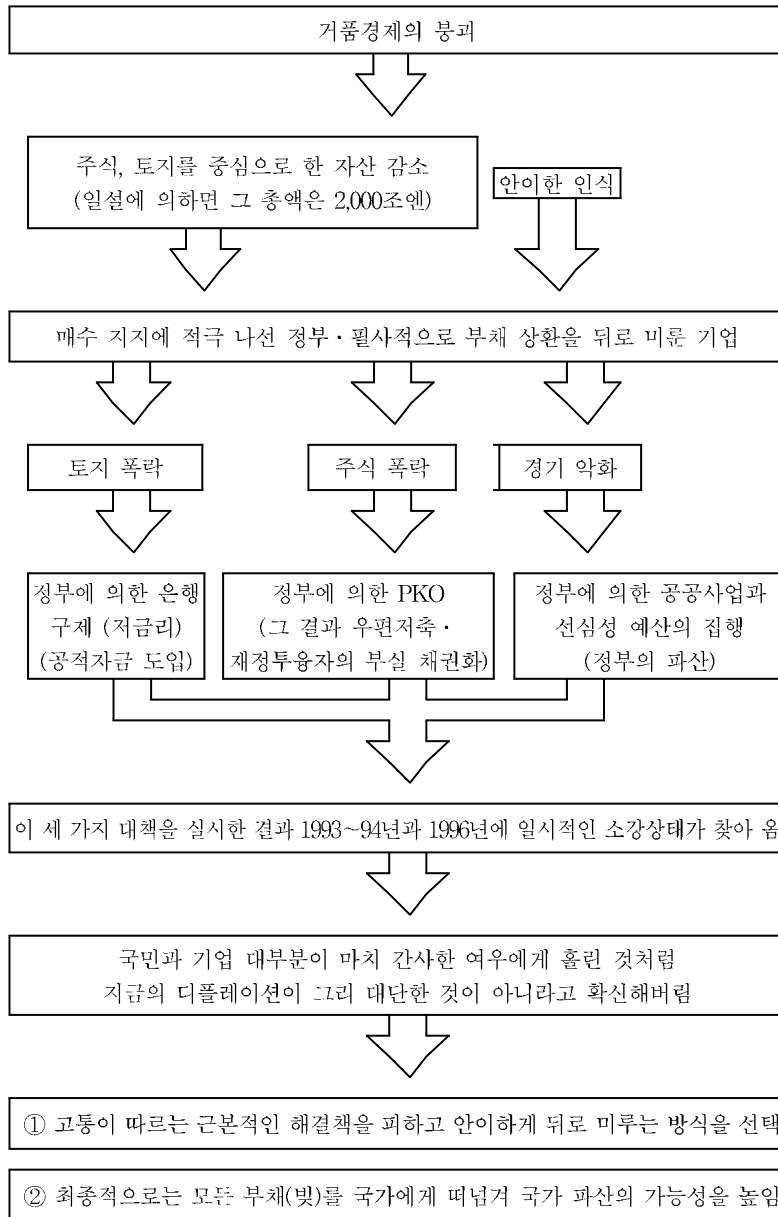 거품경제의 붕괴
주식, 토지를 중심으로 한 자산 감소
(일설에 의하면 그 총액은 2,000조엔)
안이한 인식
매수 지지에 적극 나선 정부·필사적으로 부채 상환을 뒤로 미룬 기업
토지 폭락
주식 폭락
경기 악화
정부에 의한 은행
구제 (저금리)
(공적자금 도입)
정부에 의한 PKO
(그 결과 우편저축·
재정투융자의 부실 채권화)
정부에 의한 공공사업과
선심성 예산의 집행
(정부의 파산)
이 세 가지 대책을 실시한 결과 1993~94년과 1996년에 일시적인 소강상태가 찾아 옴
국민과 기업 대부분이 마치 간사한 여우에게 홀린 것처럼
지금의 디플레이션이 그리 대단한 것이 아니라고 확신해버림
① 고통이 따르는 근본적인 해결책을 피하고 안이하게 뒤로 미루는 방식을 선택
② 최종적으로는 모든 부채(빚)를 국가에게 떠넘겨 국가 파산의 가능성을 높임